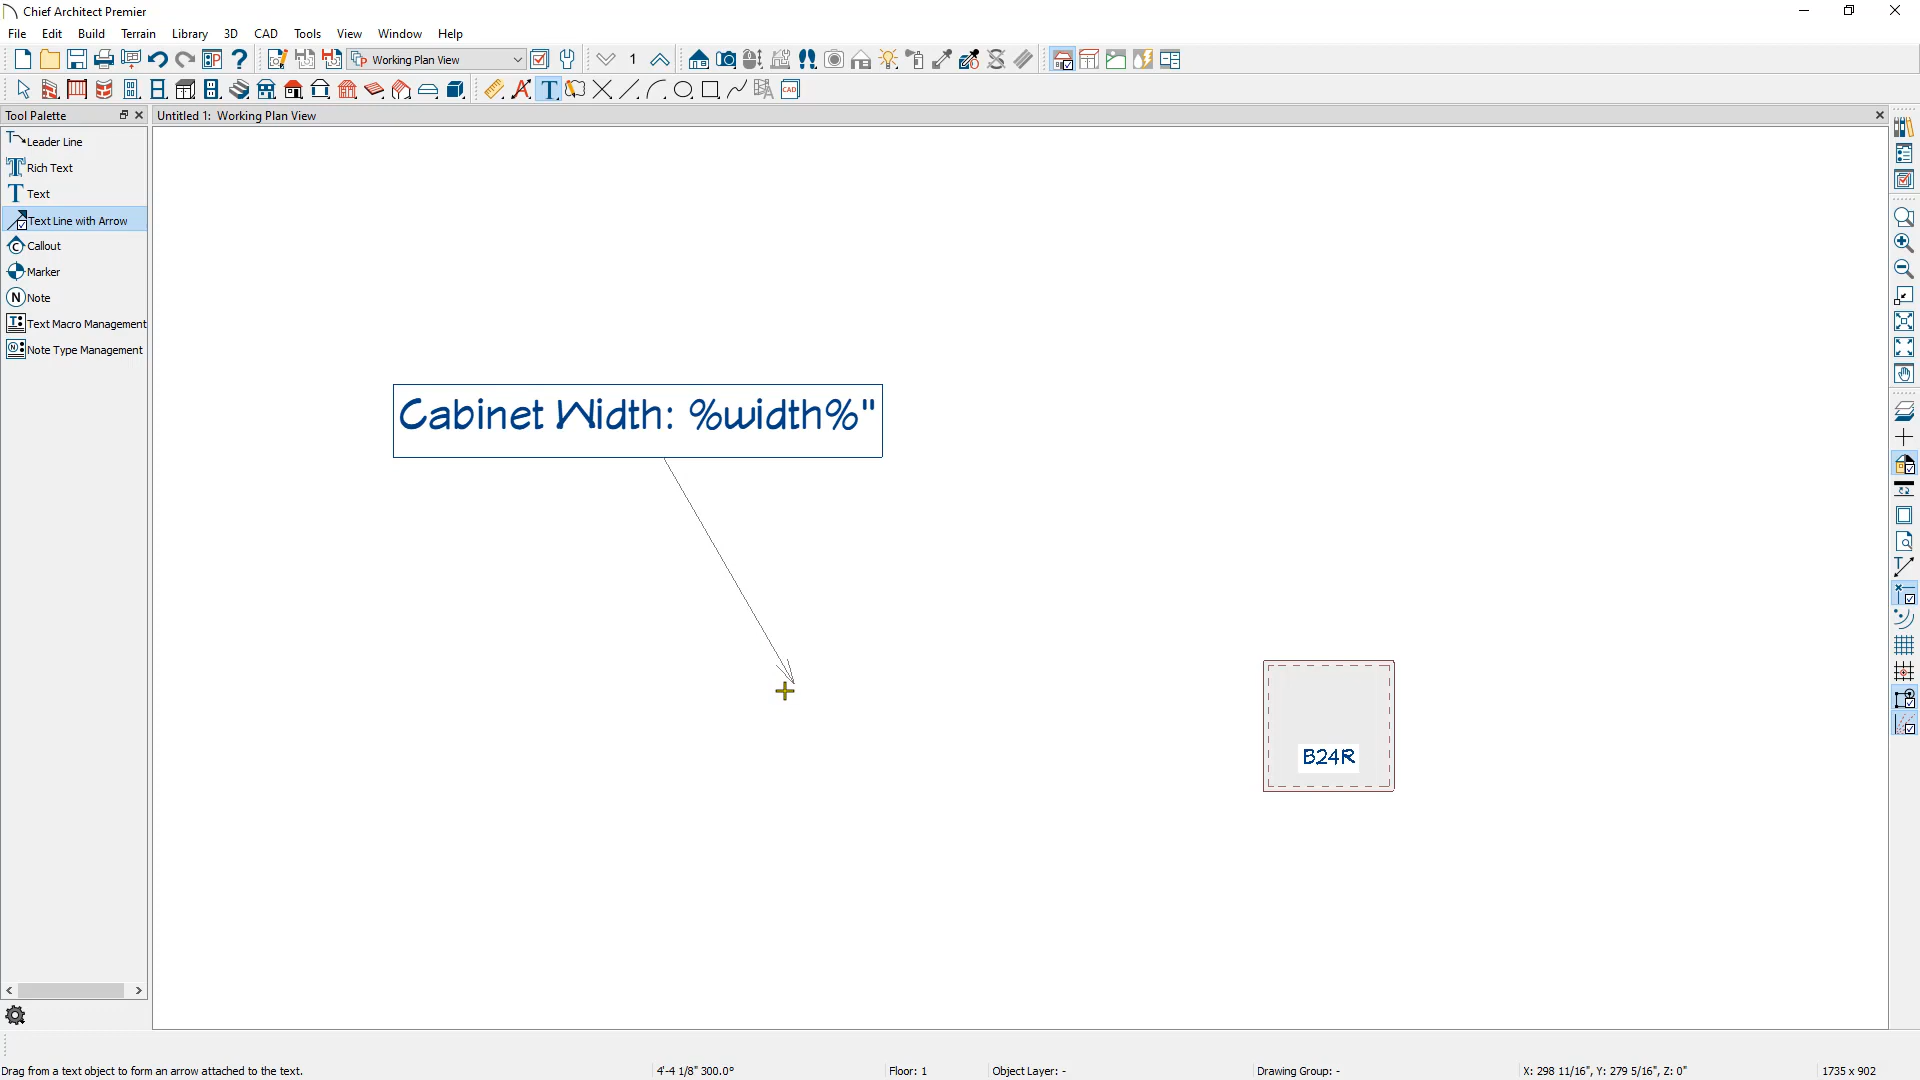 Chief Architect Premier
File Edit Build Terrain Library 3D CAD Tools View Window Help
Working Plan View 1
CAD
Tool Palette
Untitled 1: Working Plan View
Leader Line
Rich Text
Text
Text Line with Arrow
Callout
Marker
Note
Text Macro Management
Note Type Management
Cabinet Width: %width%"
B24R
Drag from a text object to form an arrow attached to the text. 4'-4 1/8" 300.0° Floor: 1 Object Layer: - Drawing Group: - X: 298 11/16", Y: 279 5/16", Z: 0" 1735 x 902